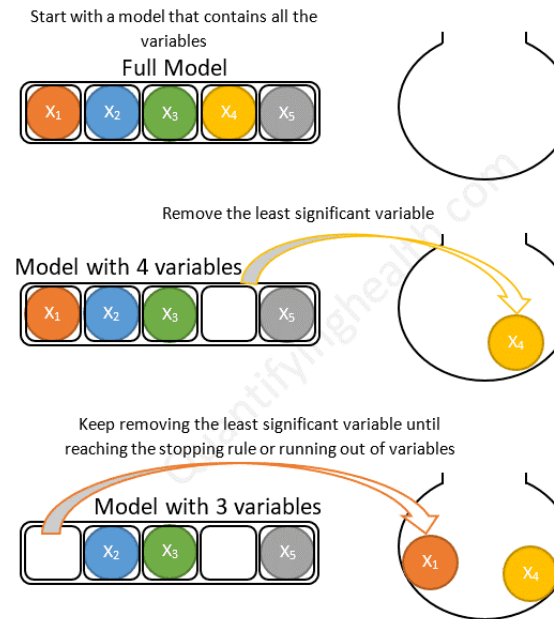 Start with a model that contains all the
variables
Full Model
X₁ X₂ X₃ X₄ X₅
Remove the least significant variable
Model with 4 variables
X₁ X₂ X₃ X₅
X₄
Keep removing the least significant variable until
reaching the stopping rule or running out of variables
Model with 3 variables
X₂ X₃ X₅
X₁ X₄
Quantifyinghealth.com